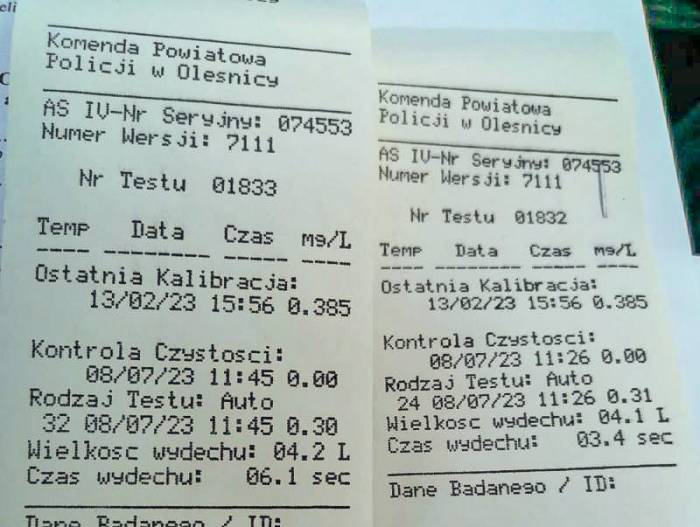 Komenda Powiatowa
Policji w Olesnicy
AS IV-Nr Seryjny: 074553
Numer Wersji: 7111
Nr Testu 01833
Temp Data Czas mg/L
---- -------- ----- ----
Ostatnia Kalibracja:
13/02/23 15:56 0.385
Kontrola Czystosci:
08/07/23 11:45 0.00
Rodzaj Testu: Auto
32 08/07/23 11:45 0.30
Wielkosc wydechu: 04.2 L
Czas wydechu: 06.1 sec
Dane Badanego / ID:
Komenda Powiatowa
Policji w Olesnicy
AS IV-Nr Seryjny: 074553
Numer Wersji: 7111
Nr Testu 01832
Temp Data Czas mg/L
---- -------- ----- ----
Ostatnia Kalibracja:
13/02/23 15:56 0.385
Kontrola Czystosci:
08/07/23 11:26 0.00
Rodzaj Testu: Auto
24 08/07/23 11:26 0.31
Wielkosc wydechu: 04.1 L
Czas wydechu: 03.4 sec
Dane Badanego / ID: